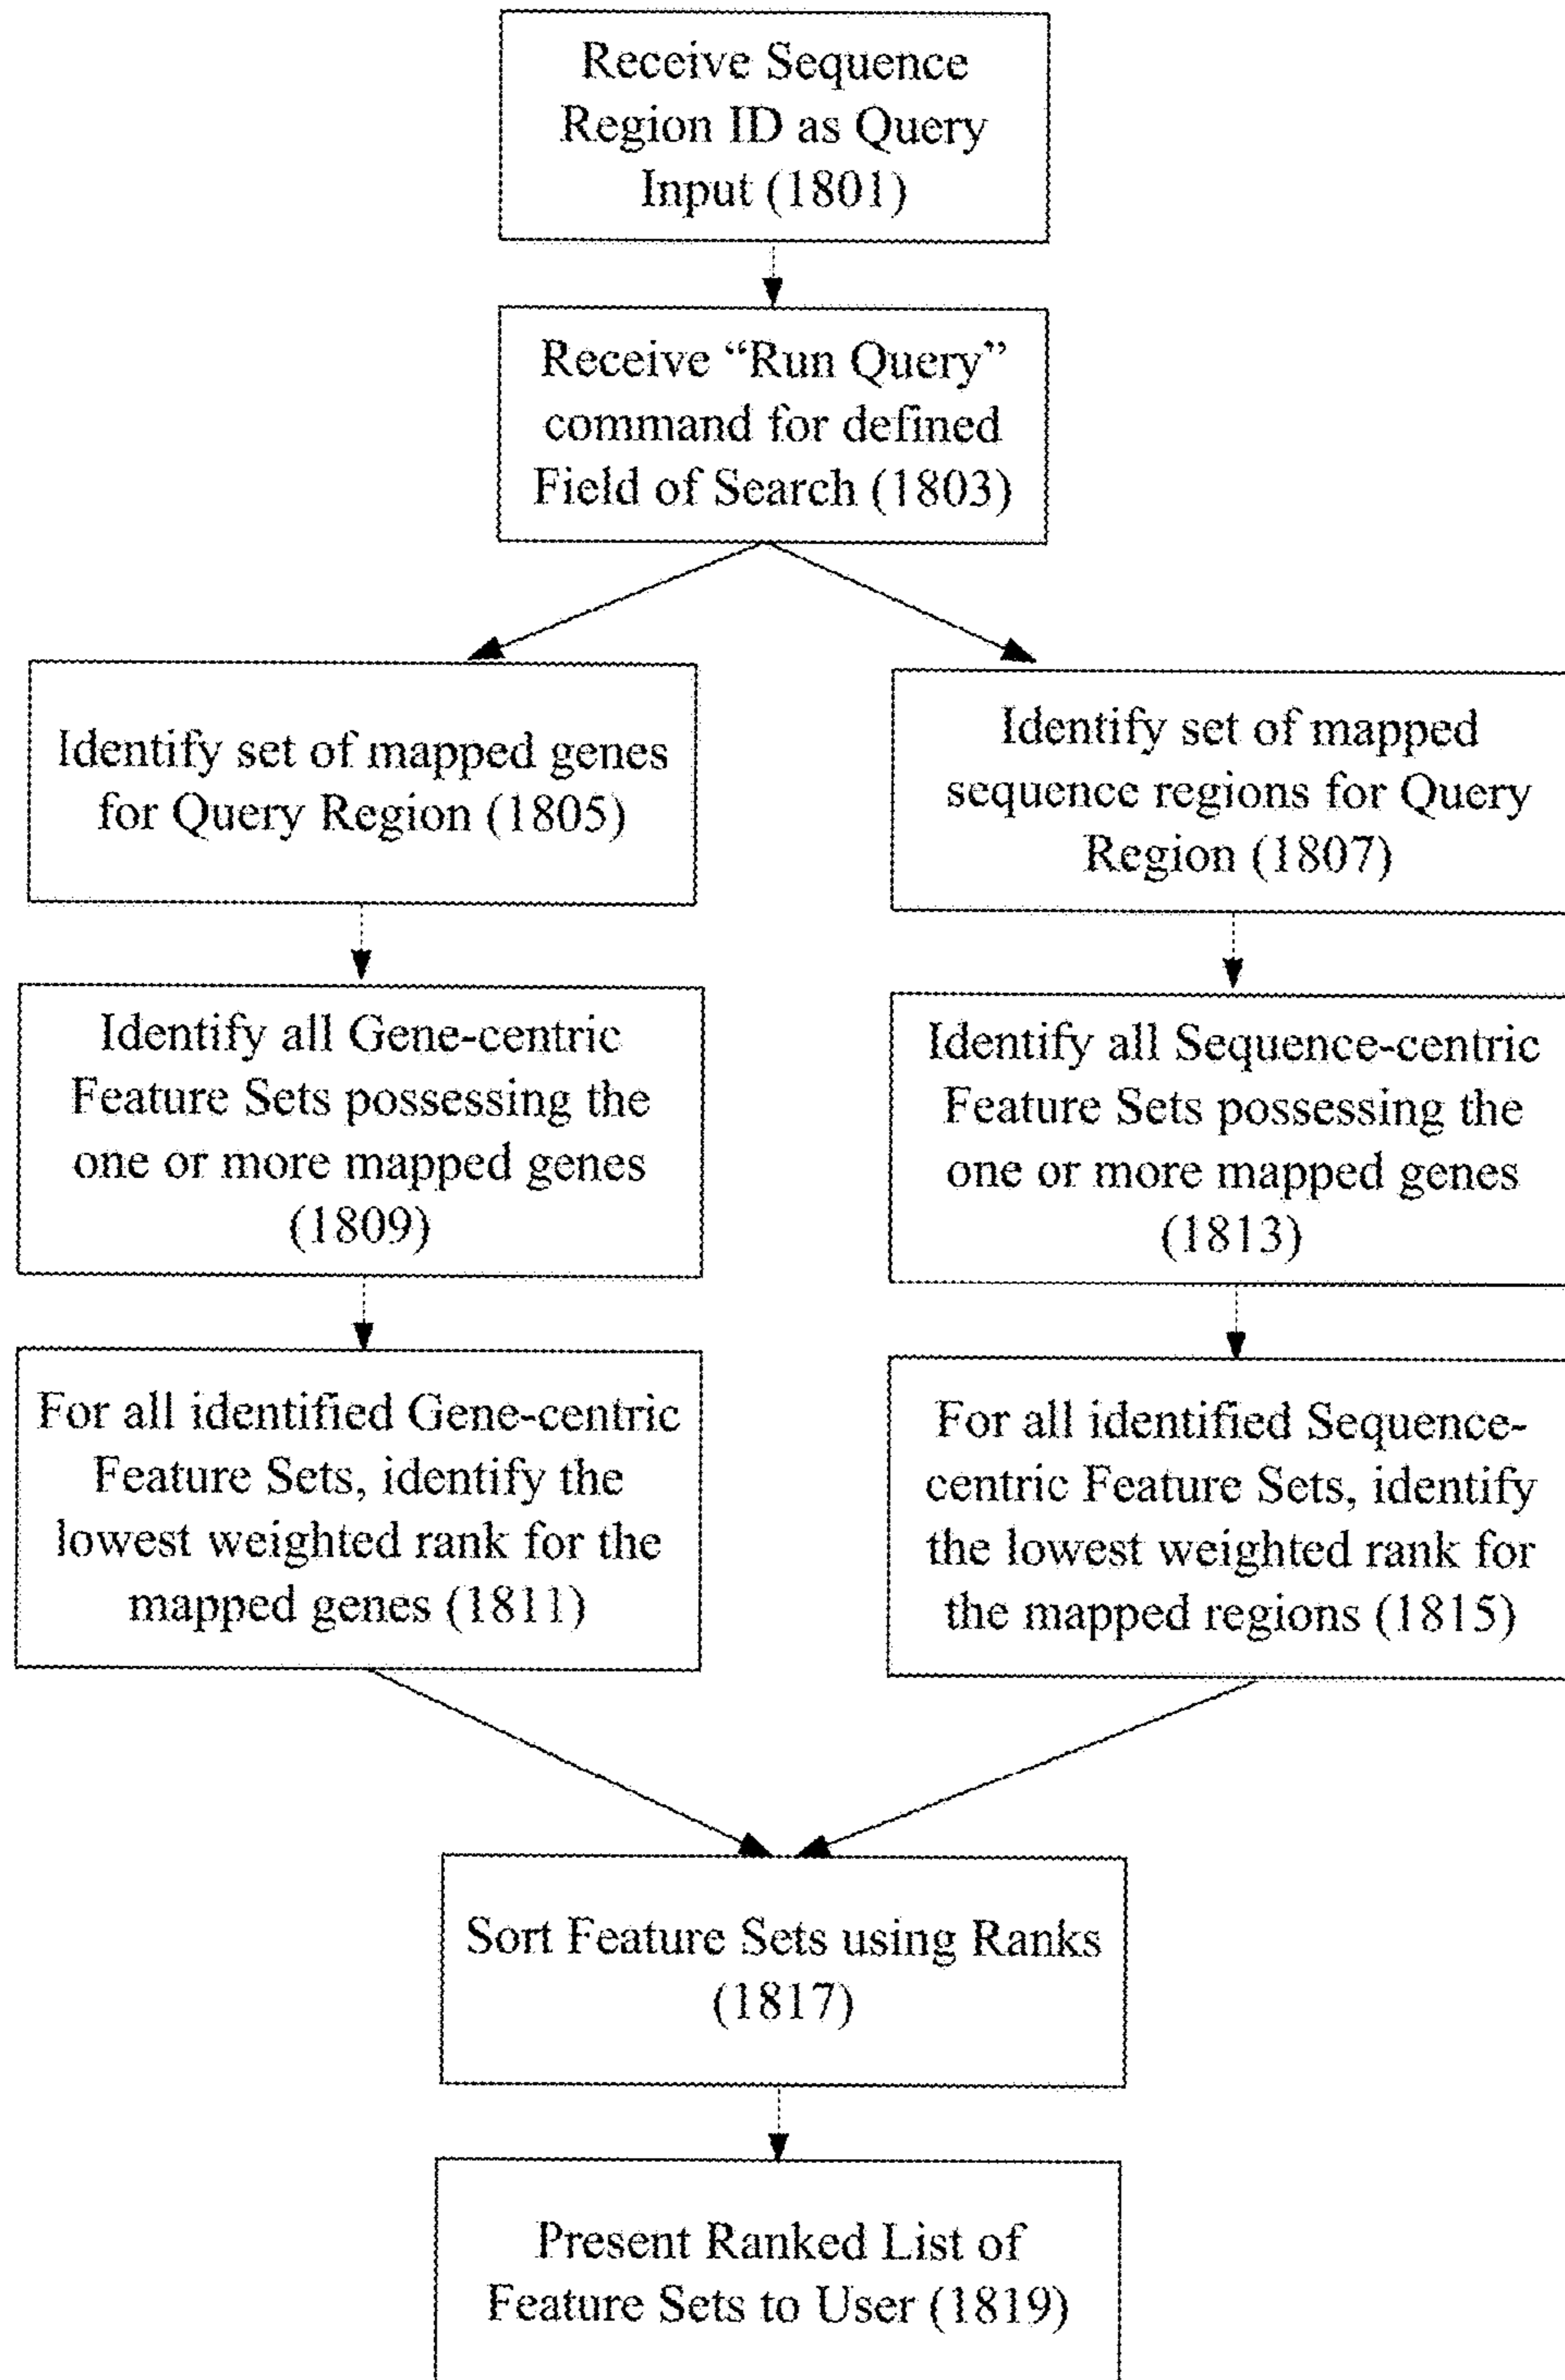 Receive Sequence
Region ID as Query
Input (1801)
Receive “Run Query”
command for defined
Field of Search (1803)
Identify set of mapped genes
for Query Region (1805)
Identify set of mapped
sequence regions for Query
Region (1807)
Identify all Gene-centric
Feature Sets possessing the
one or more mapped genes
(1809)
Identify all Sequence-centric
Feature Sets possessing the
one or more mapped genes
(1813)
For all identified Gene-centric
Feature Sets, identify the
lowest weighted rank for the
mapped genes (1811)
For all identified Sequence-
centric Feature Sets, identify
the lowest weighted rank for
the mapped regions (1815)
Sort Feature Sets using Ranks
(1817)
Present Ranked List of
Feature Sets to User (1819)